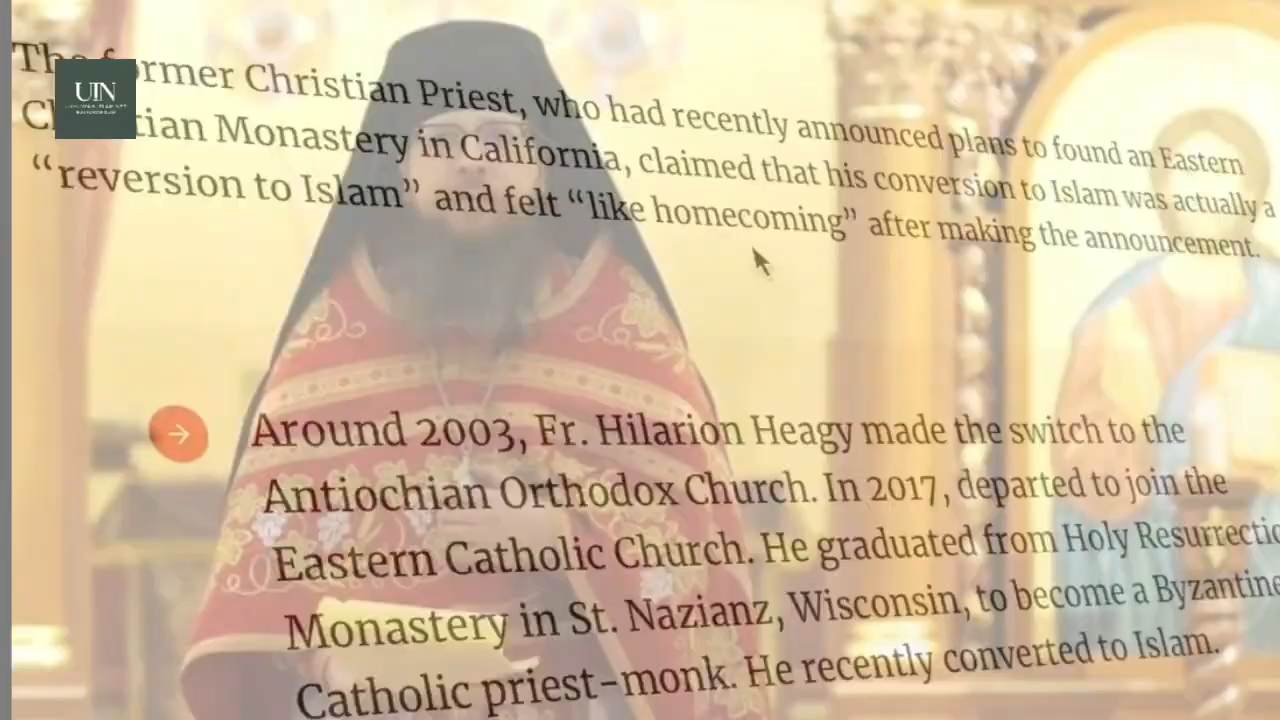 The former Christian Priest, who had recently announced plans to found an Eastern
Christian Monastery in California, claimed that his conversion to Islam was actually a
“reversion to Islam” and felt “like homecoming” after making the announcement.
UIN
Around 2003, Fr. Hilarion Heagy made the switch to the
Antiochian Orthodox Church. In 2017, departed to join the
Eastern Catholic Church. He graduated from Holy Resurrectio
Monastery in St. Nazianz, Wisconsin, to become a Byzantine
Catholic priest-monk. He recently converted to Islam.